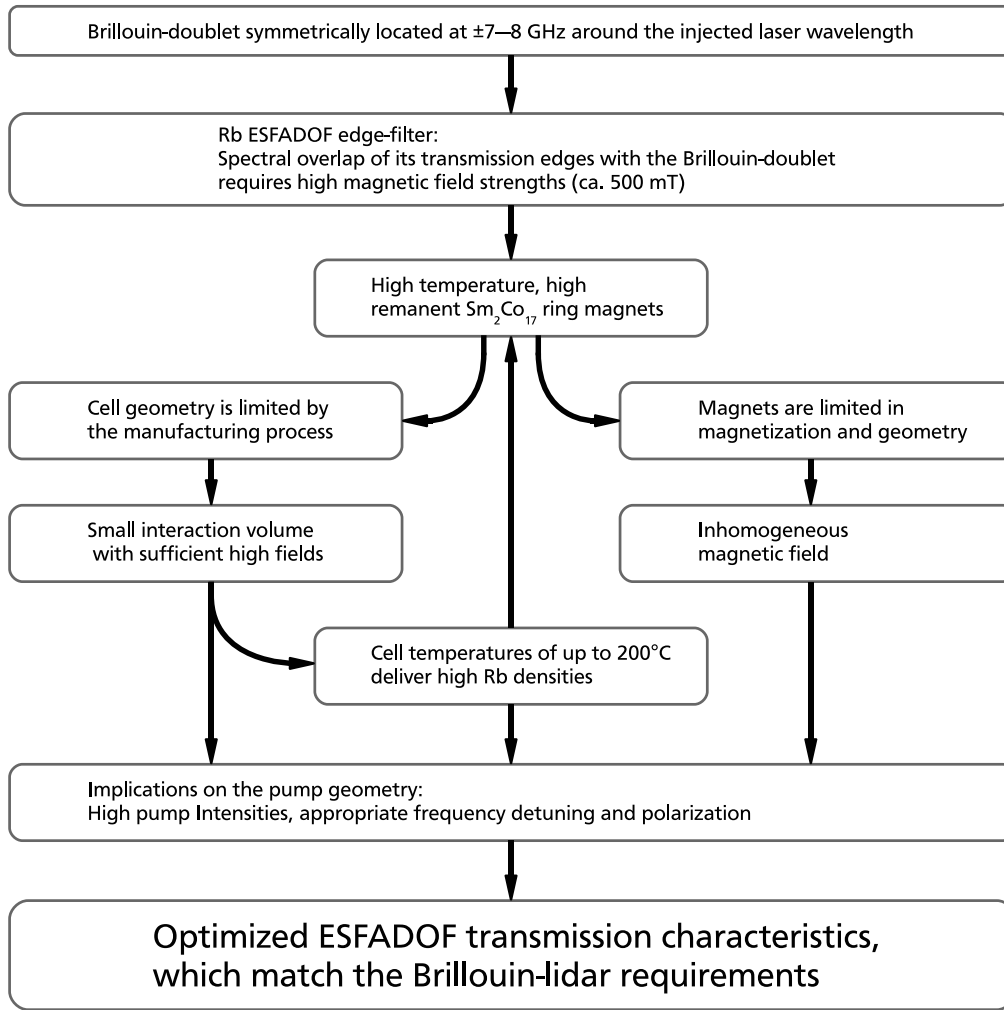 Brillouin-doublet symmetrically located at ±7–8 GHz around the injected laser wavelength
Rb ESFADOF edge-filter:
Spectral overlap of its transmission edges with the Brillouin-doublet
requires high magnetic field strengths (ca. 500 mT)
High temperature, high
remanent Sm₂Co₁₇ ring magnets
Cell geometry is limited by
the manufacturing process
Magnets are limited in
magnetization and geometry
Small interaction volume
with sufficient high fields
Inhomogeneous
magnetic field
Cell temperatures of up to 200°C
deliver high Rb densities
Implications on the pump geometry:
High pump Intensities, appropriate frequency detuning and polarization
Optimized ESFADOF transmission characteristics,
which match the Brillouin-lidar requirements